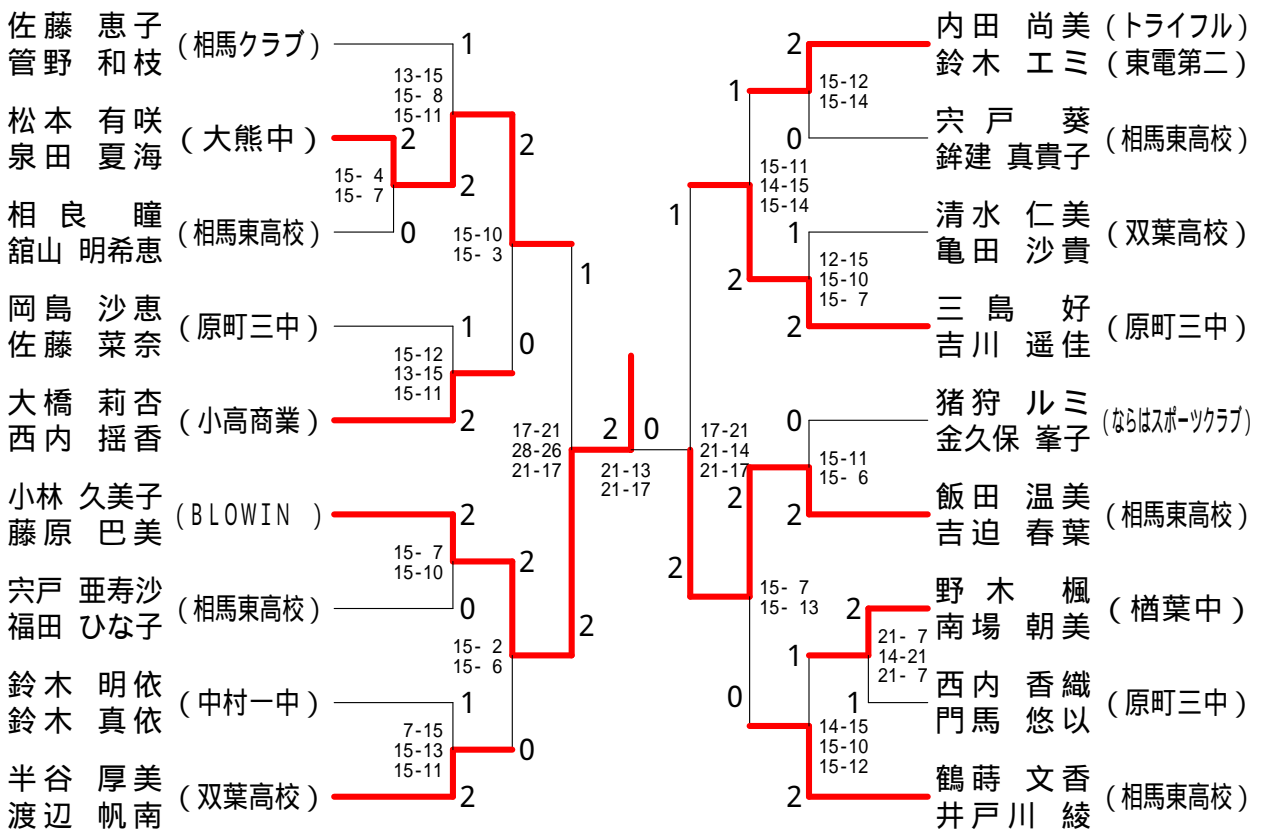 佐藤 恵子
管野 和枝
(相馬クラブ)
1
13-15
15- 8
15-11
松本 有咲
泉田 夏海
(大熊中)
2
2
2
15- 4
15- 7
相良 瞳
舘山 明希恵
(相馬東高校)
0
15-10
15- 3
1
岡島 沙恵
佐藤 菜奈
(原町三中)
1
0
15-12
13-15
15-11
大橋 莉杏
西内 揺香
(小高商業)
2
17-21
28-26
21-17
2
0
21-13
21-17
小林 久美子
藤原 巴美
(BLOWIN )
2
2
15- 7
15-10
宍戸 亜寿沙
福田 ひな子
(相馬東高校)
0
2
15- 2
15- 6
鈴木 明依
鈴木 真依
(中村一中)
1
0
7-15
15-13
15-11
半谷 厚美
渡辺 帆南
(双葉高校)
2
内田 尚美 (トライフル)
鈴木 エミ (東電第二)
2
1
15-12
15-14
宍戸 葵
鉾建 真貴子
(相馬東高校)
0
15-11
14-15
15-14
1
清水 仁美
亀田 沙貴
(双葉高校)
1
2
12-15
15-10
15- 7
三島 好
吉川 遥佳
(原町三中)
2
猪狩 ルミ
金久保 峯子
(ならはスポーツクラブ)
0
17-21
21-14
21-17
2
15-11
15- 6
飯田 温美
吉迫 春葉
(相馬東高校)
2
2
15- 7
15- 13
野木 楓
南場 朝美
(楢葉中)
2
1
21- 7
14-21
21- 7
西内 香織
門馬 悠以
(原町三中)
1
0
14-15
15-10
15-12
鶴蒔 文香
井戸川 綾
(相馬東高校)
2